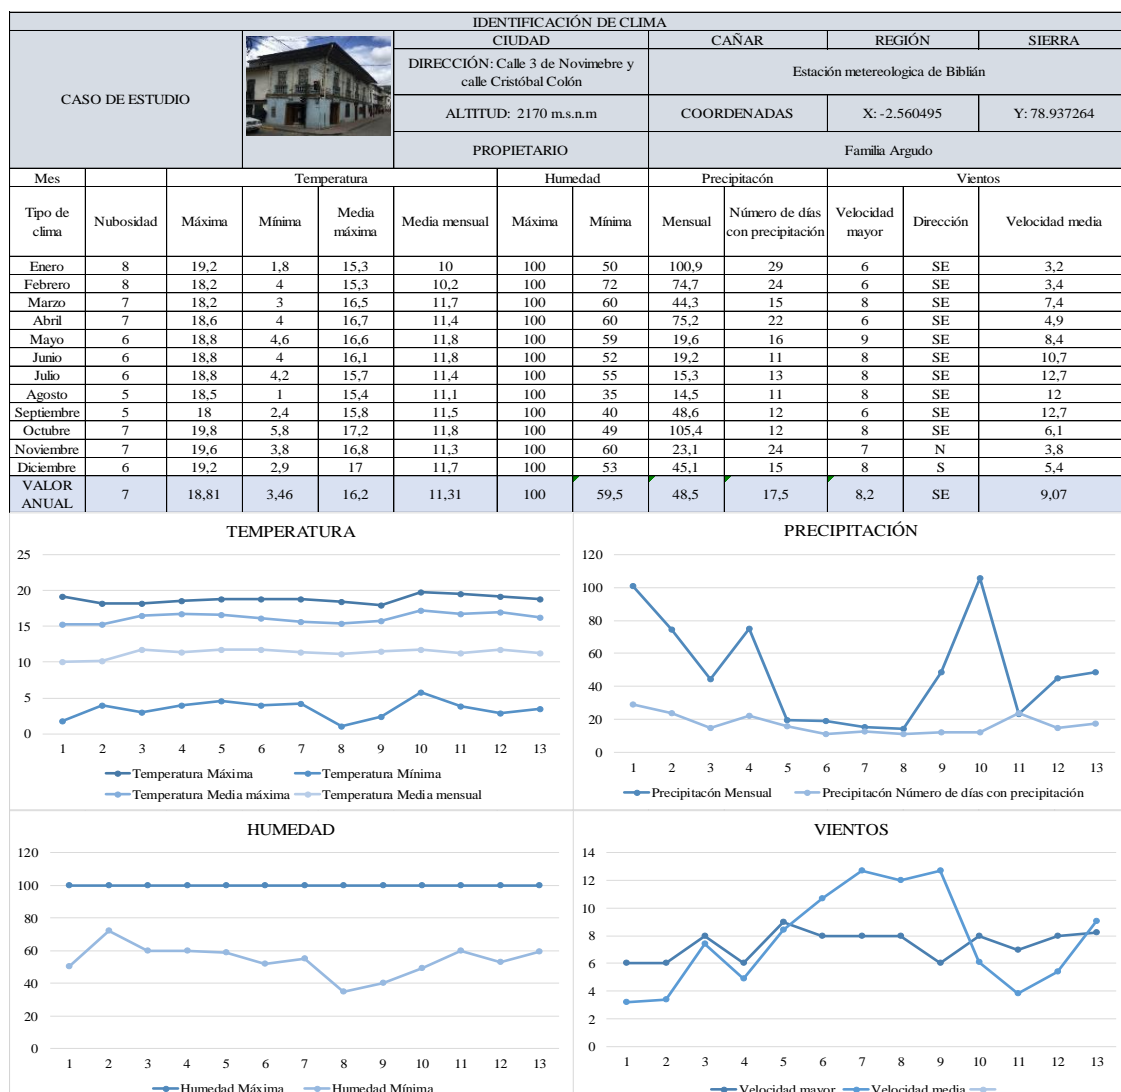 IDENTIFICACIÓN DE CLIMA
CASO DE ESTUDIO
CIUDAD CAÑAR REGIÓN SIERRA
DIRECCIÓN: Calle 3 de Novimebre y
calle Cristóbal Colón
Estación metereologica de Biblián
ALTITUD: 2170 m.s.n.m COORDENADAS X: -2.560495 Y: 78.937264
PROPIETARIO Familia Argudo
Mes Temperatura Humedad Precipitacón Vientos
Tipo de
clima
Nubosidad Máxima Mínima
Media
máxima
Media mensual Máxima Mínima Mensual
Número de días
con precipitación
Velocidad
mayor
Dirección Velocidad media
Enero 8 19,2 1,8 15,3 10 100 50 100,9 29 6 SE 3,2
Febrero 8 18,2 4 15,3 10,2 100 72 74,7 24 6 SE 3,4
Marzo 7 18,2 3 16,5 11,7 100 60 44,3 15 8 SE 7,4
Abril 7 18,6 4 16,7 11,4 100 60 75,2 22 6 SE 4,9
Mayo 6 18,8 4,6 16,6 11,8 100 59 19,6 16 9 SE 8,4
Junio 6 18,8 4 16,1 11,8 100 52 19,2 11 8 SE 10,7
Julio 6 18,8 4,2 15,7 11,4 100 55 15,3 13 8 SE 12,7
Agosto 5 18,5 1 15,4 11,1 100 35 14,5 11 8 SE 12
Septiembre 5 18 2,4 15,8 11,5 100 40 48,6 12 6 SE 12,7
Octubre 7 19,8 5,8 17,2 11,8 100 49 105,4 12 8 SE 6,1
Noviembre 7 19,6 3,8 16,8 11,3 100 60 23,1 24 7 N 3,8
Diciembre 6 19,2 2,9 17 11,7 100 53 45,1 15 8 S 5,4
VALOR
ANUAL
7 18,81 3,46 16,2 11,31 100 59,5 48,5 17,5 8,2 SE 9,07
TEMPERATURA
25
20
15
10
5
0
1 2 3 4 5 6 7 8 9 10 11 12 13
Temperatura Máxima Temperatura Mínima
Temperatura Media máxima Temperatura Media mensual
PRECIPITACIÓN
120
100
80
60
40
20
0
1 2 3 4 5 6 7 8 9 10 11 12 13
Precipitacón Mensual Precipitacón Número de días con precipitación
HUMEDAD
120
100
80
60
40
20
0
1 2 3 4 5 6 7 8 9 10 11 12 13
Humedad Máxima Humedad Mínima
VIENTOS
14
12
10
8
6
4
2
0
1 2 3 4 5 6 7 8 9 10 11 12 13
Velocidad mayor Velocidad media